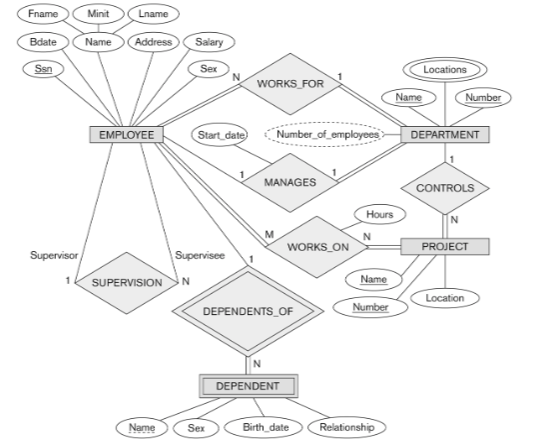 Fname
Minit
Lname
Bdate
Name
Address
Salary
Ssn
Sex
N
WORKS_FOR
1
Locations
Name
Number
EMPLOYEE
Start_date
Number_of_employees
DEPARTMENT
1
MANAGES
1
1
CONTROLS
N
M
WORKS_ON
Hours
N
PROJECT
Supervisor
Supervisee
1
SUPERVISION
N
1
Name
Number
Location
DEPENDENTS_OF
N
DEPENDENT
Name
Sex
Birth_date
Relationship